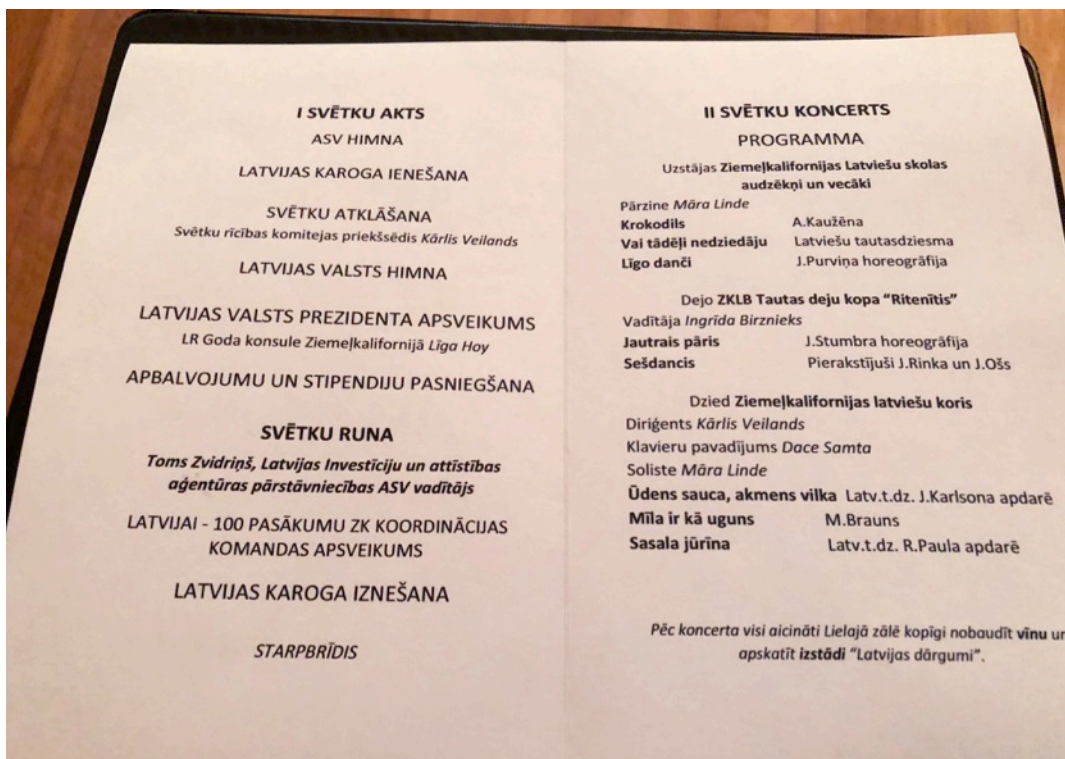 I SVĒTKU AKTS
ASV HIMNA
LATVIJAS KAROGA IENEŠANA
SVĒTKU ATKLĀŠANA
Svētku rīcības komitejas priekšsēdis Kārlis Veilands
LATVIJAS VALSTS HIMNA
LATVIJAS VALSTS PREZIDENTA APSVEIKUMS
LR Goda konsule Ziemeļkalifornijā Līga Hoy
APBALVOJUMU UN STIPENDIJU PASNIEGŠANA
SVĒTKU RUNA
Toms Zvidriņš, Latvijas Investīciju un attīstības
aģentūras pārstāvniecības ASV vadītājs
LATVIJAI - 100 PASĀKUMU ZK KOORDINĀCIJAS
KOMANDAS APSVEIKUMS
LATVIJAS KAROGA IZNEŠANA
STARPBRĪDIS
II SVĒTKU KONCERTS
PROGRAMMA
Uzstājas Ziemeļkalifornijas Latviešu skolas
audzēkņi un vecāki
Pārzine Māra Linde
Krokodils A.Kaužēna
Vai tādēļi nedziedāju Latviešu tautasdziesma
Līgo danči J.Purviņa horeogrāfija
Dejo ZKLB Tautas deju kopa "Ritenītis"
Vadītāja Ingrīda Birznieks
Jautrais pāris J.Stumbra horeogrāfija
Sešdancis Pierakstījuši J.Rinka un J.Ošs
Dzied Ziemeļkalifornijas latviešu koris
Diriģents Kārlis Veilands
Klavieru pavadījums Dace Samta
Soliste Māra Linde
Ūdens sauca, akmens vilka Latv.t.dz. J.Karlsona apdarē
Mīla ir kā uguns M.Brauns
Sasala jūrīna Latv.t.dz. R.Paula apdarē
Pēc koncerta visi aicināti Lielajā zālē kopīgi nobaudīt vīnu un
apskatīt izstādi "Latvijas dārgumi".